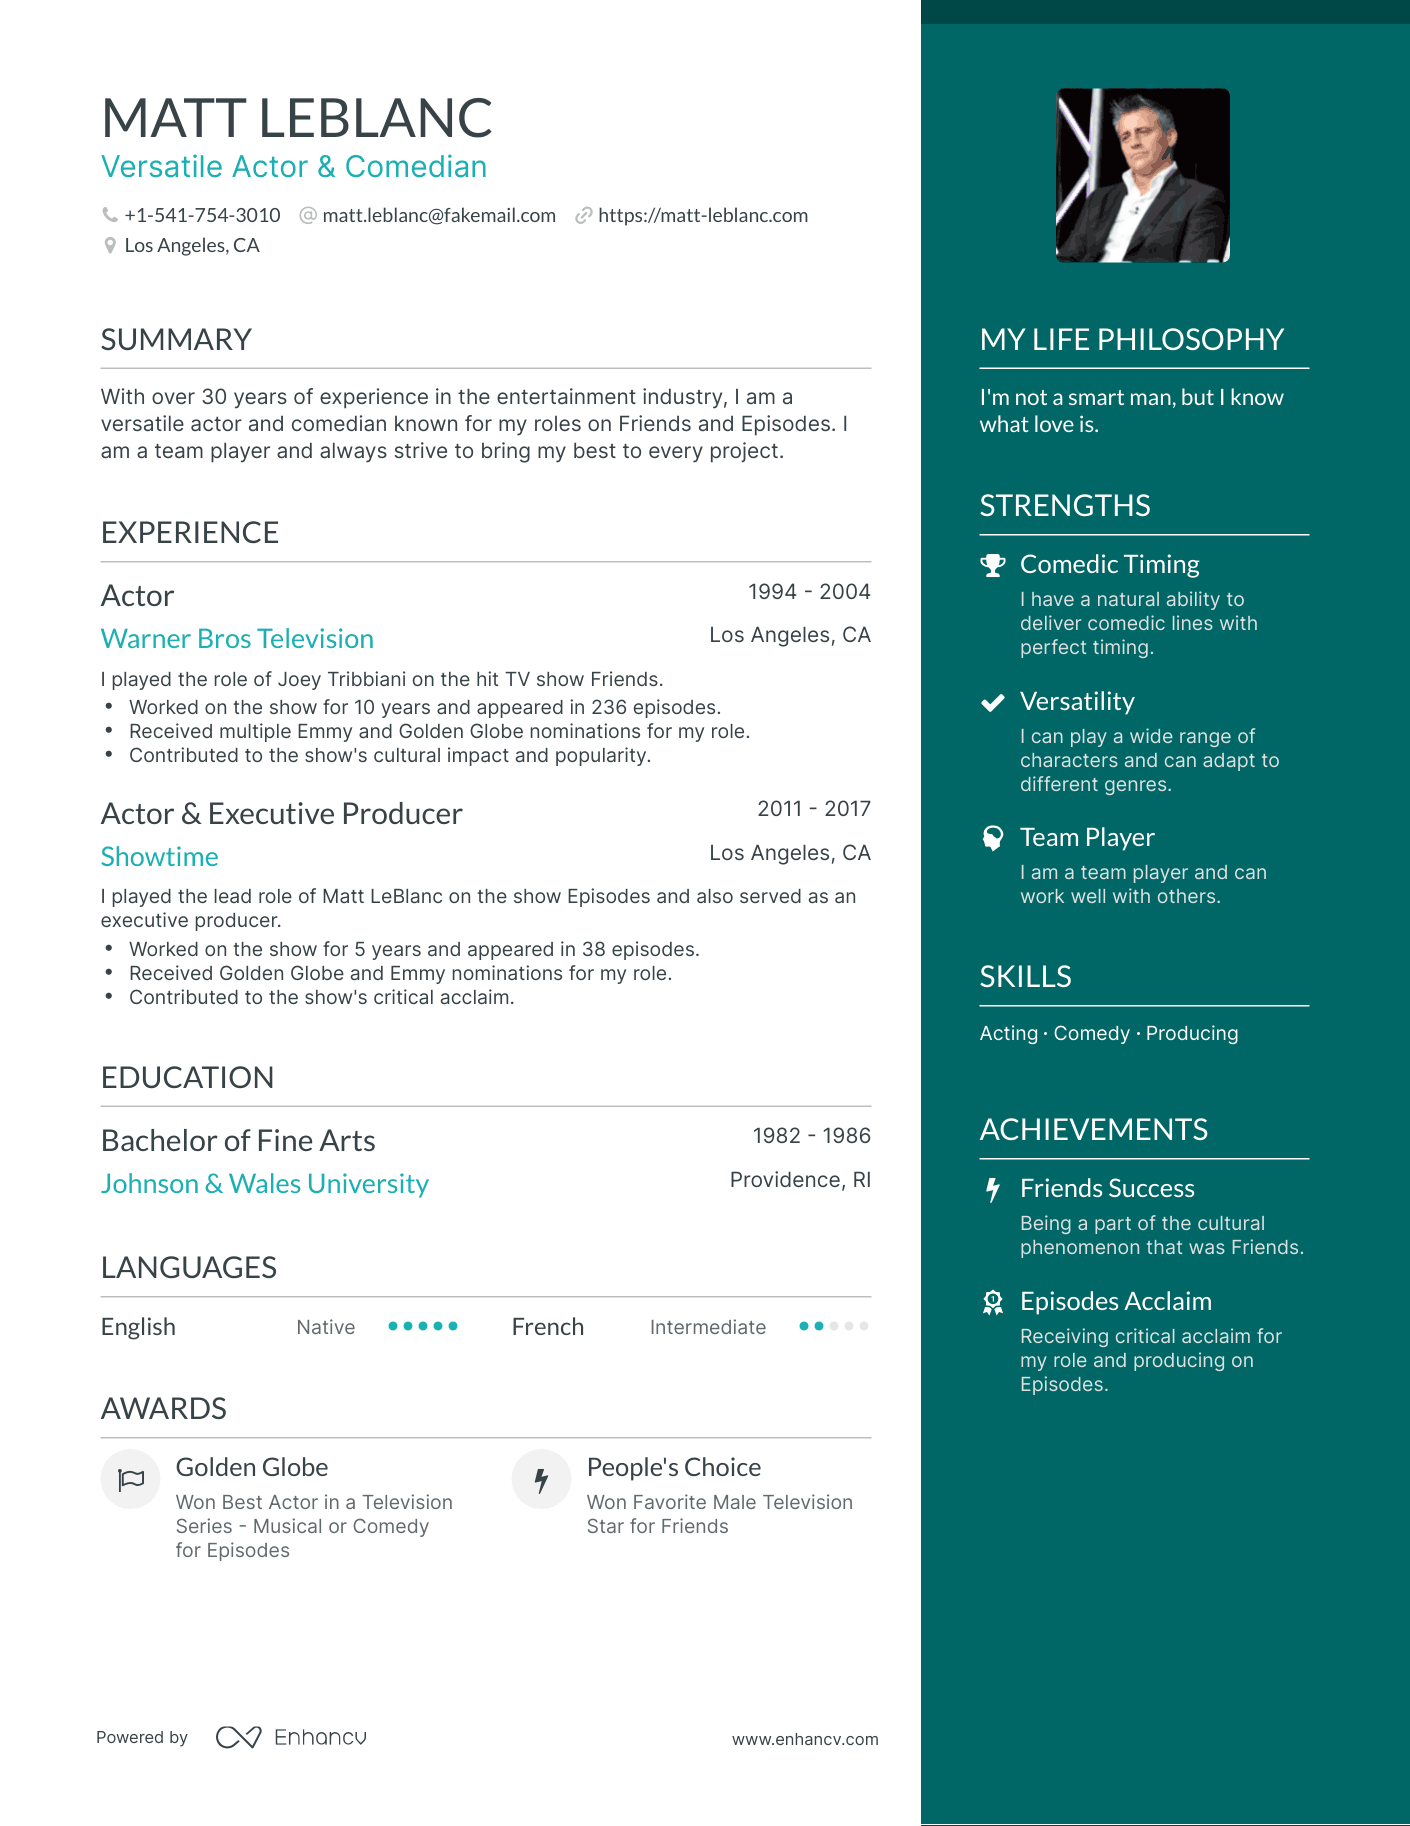 MATT LEBLANC
Versatile Actor & Comedian
+1-541-754-3010 matt.leblanc@fakemail.com https://matt-leblanc.com
Los Angeles, CA
SUMMARY
With over 30 years of experience in the entertainment industry, I am a
versatile actor and comedian known for my roles on Friends and Episodes. I
am a team player and always strive to bring my best to every project.
EXPERIENCE
Actor 1994 - 2004
Warner Bros Television Los Angeles, CA
I played the role of Joey Tribbiani on the hit TV show Friends.
• Worked on the show for 10 years and appeared in 236 episodes.
• Received multiple Emmy and Golden Globe nominations for my role.
• Contributed to the show's cultural impact and popularity.
Actor & Executive Producer 2011 - 2017
Showtime Los Angeles, CA
I played the lead role of Matt LeBlanc on the show Episodes and also served as an
executive producer.
• Worked on the show for 5 years and appeared in 38 episodes.
• Received Golden Globe and Emmy nominations for my role.
• Contributed to the show's critical acclaim.
EDUCATION
Bachelor of Fine Arts 1982 - 1986
Johnson & Wales University Providence, RI
LANGUAGES
English Native French Intermediate
AWARDS
Golden Globe
Won Best Actor in a Television
Series - Musical or Comedy
for Episodes
People's Choice
Won Favorite Male Television
Star for Friends
MY LIFE PHILOSOPHY
I'm not a smart man, but I know
what love is.
STRENGTHS
Comedic Timing
I have a natural ability to
deliver comedic lines with
perfect timing.
Versatility
I can play a wide range of
characters and can adapt to
different genres.
Team Player
I am a team player and can
work well with others.
SKILLS
Acting · Comedy · Producing
ACHIEVEMENTS
Friends Success
Being a part of the cultural
phenomenon that was Friends.
Episodes Acclaim
Receiving critical acclaim for
my role and producing on
Episodes.
Powered by Enhancv www.enhancv.com